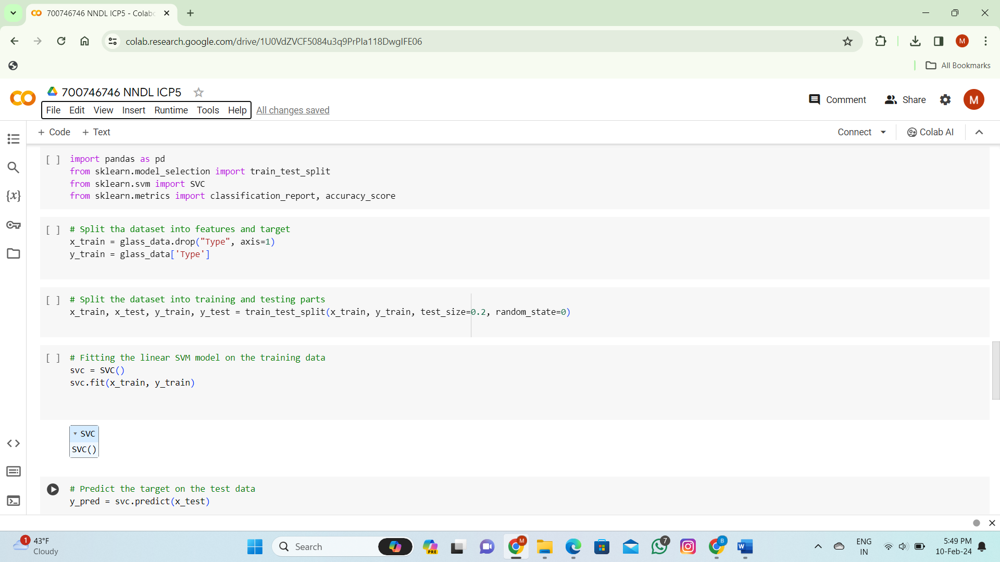 700746746 NNDL ICP5 - Colab
colab.research.google.com/drive/1U0VdZVCF5084u3q9PrPIa118DwgIFE06
M
All Bookmarks
700746746 NNDL ICP5
File Edit View Insert Runtime Tools Help All changes saved
Comment Share M
+ Code + Text
Connect Colab AI
[ ] import pandas as pd
from sklearn.model_selection import train_test_split
from sklearn.svm import SVC
from sklearn.metrics import classification_report, accuracy_score
[ ] # Split tha dataset into features and target
x_train = glass_data.drop("Type", axis=1)
y_train = glass_data['Type']
[ ] # Split the dataset into training and testing parts
x_train, x_test, y_train, y_test = train_test_split(x_train, y_train, test_size=0.2, random_state=0)
[ ] # Fitting the linear SVM model on the training data
svc = SVC()
svc.fit(x_train, y_train)
SVC
SVC()
# Predict the target on the test data
y_pred = svc.predict(x_test)
{x}
1
43°F
Cloudy
Search
PRE
M
7
B
W
ENG
IN
5:49 PM
10-Feb-24